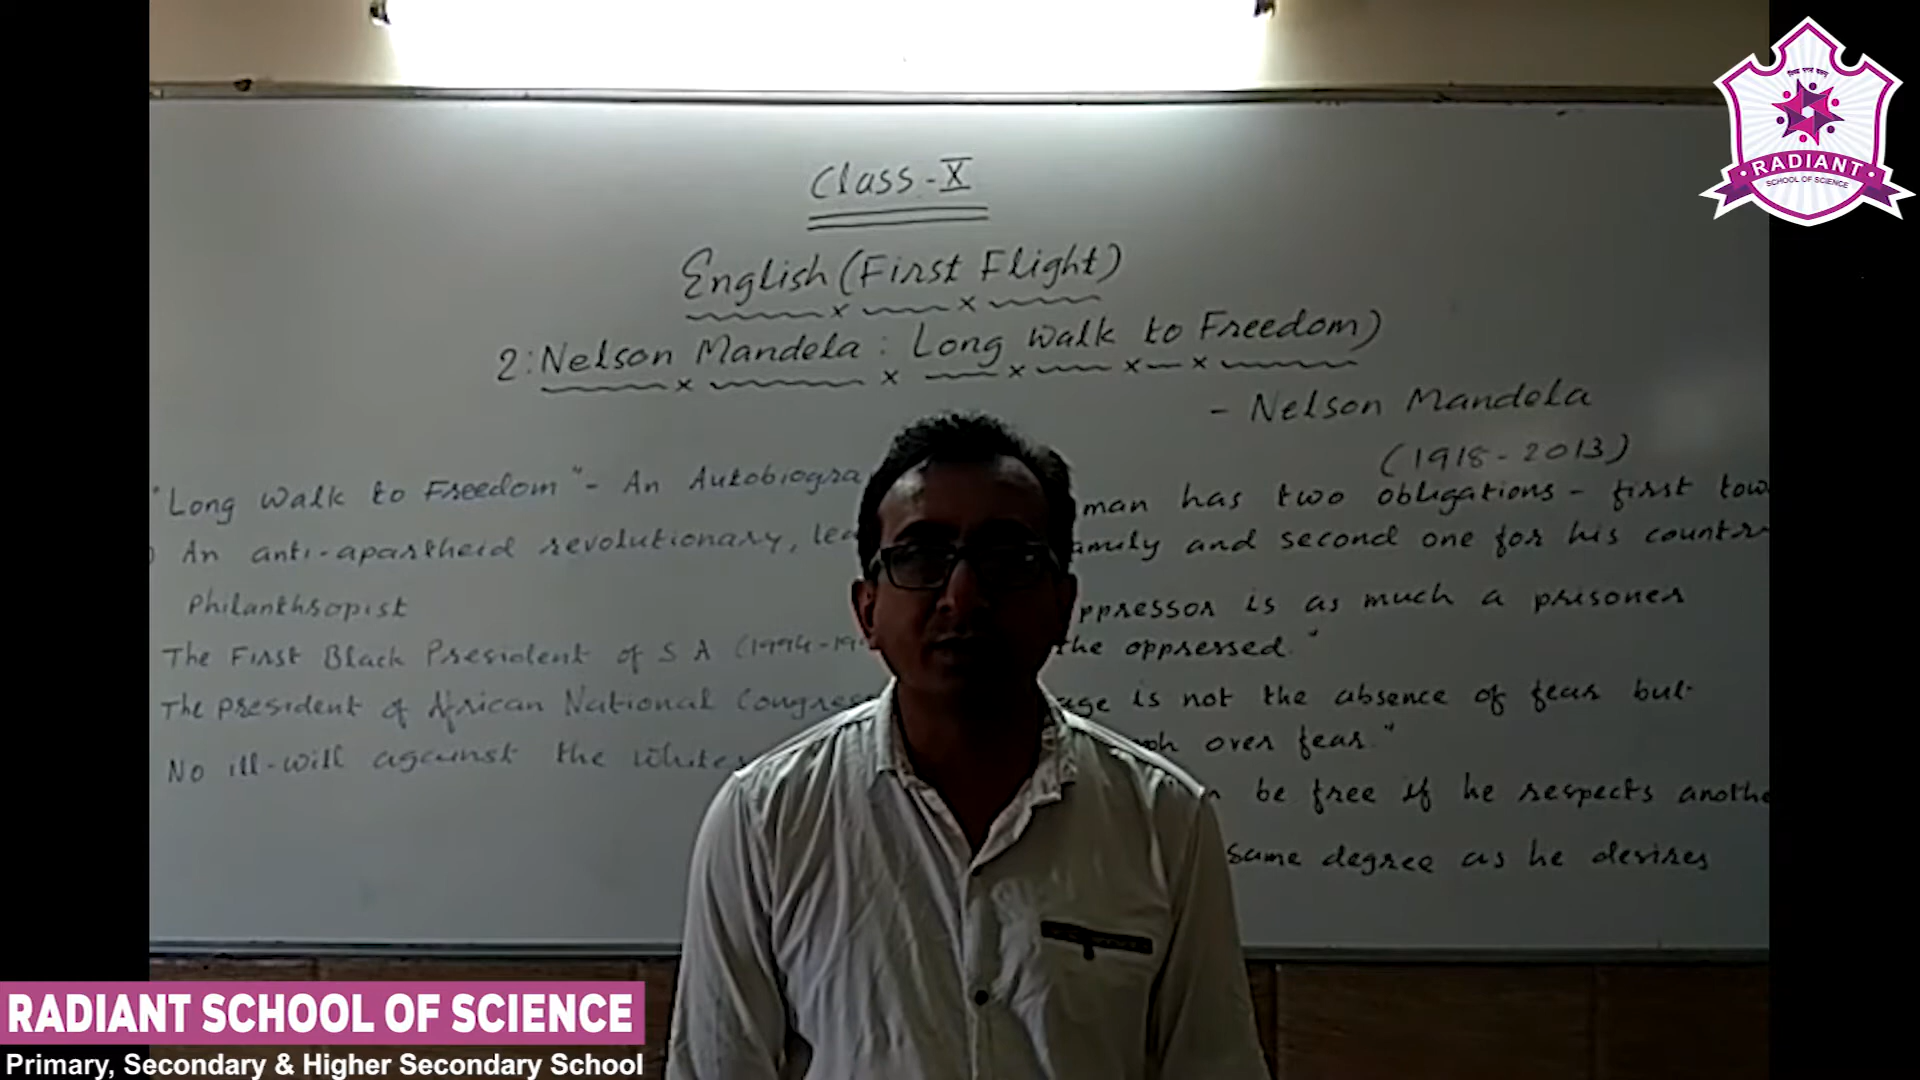 Class - X
English (First Flight)
2: Nelson Mandela : Long Walk to Freedom)
- Nelson Mandela
(1918 - 2013)
"Long Walk to Freedom" - An Autobiogra
An anti-apartheid revolutionary, lea
Philanthropist
The First Black President of S A (1994-19
The President of African National Congres
No ill-will against the whites
man has two obligations - first tow
amily and second one for his countr
ppressor is as much a prisoner
the oppressed."
age is not the absence of fear but
ph over fear."
be free if he respects anothe
same degree as he desires
RADIANT
SCHOOL OF SCIENCE
RADIANT SCHOOL OF SCIENCE
Primary, Secondary & Higher Secondary School